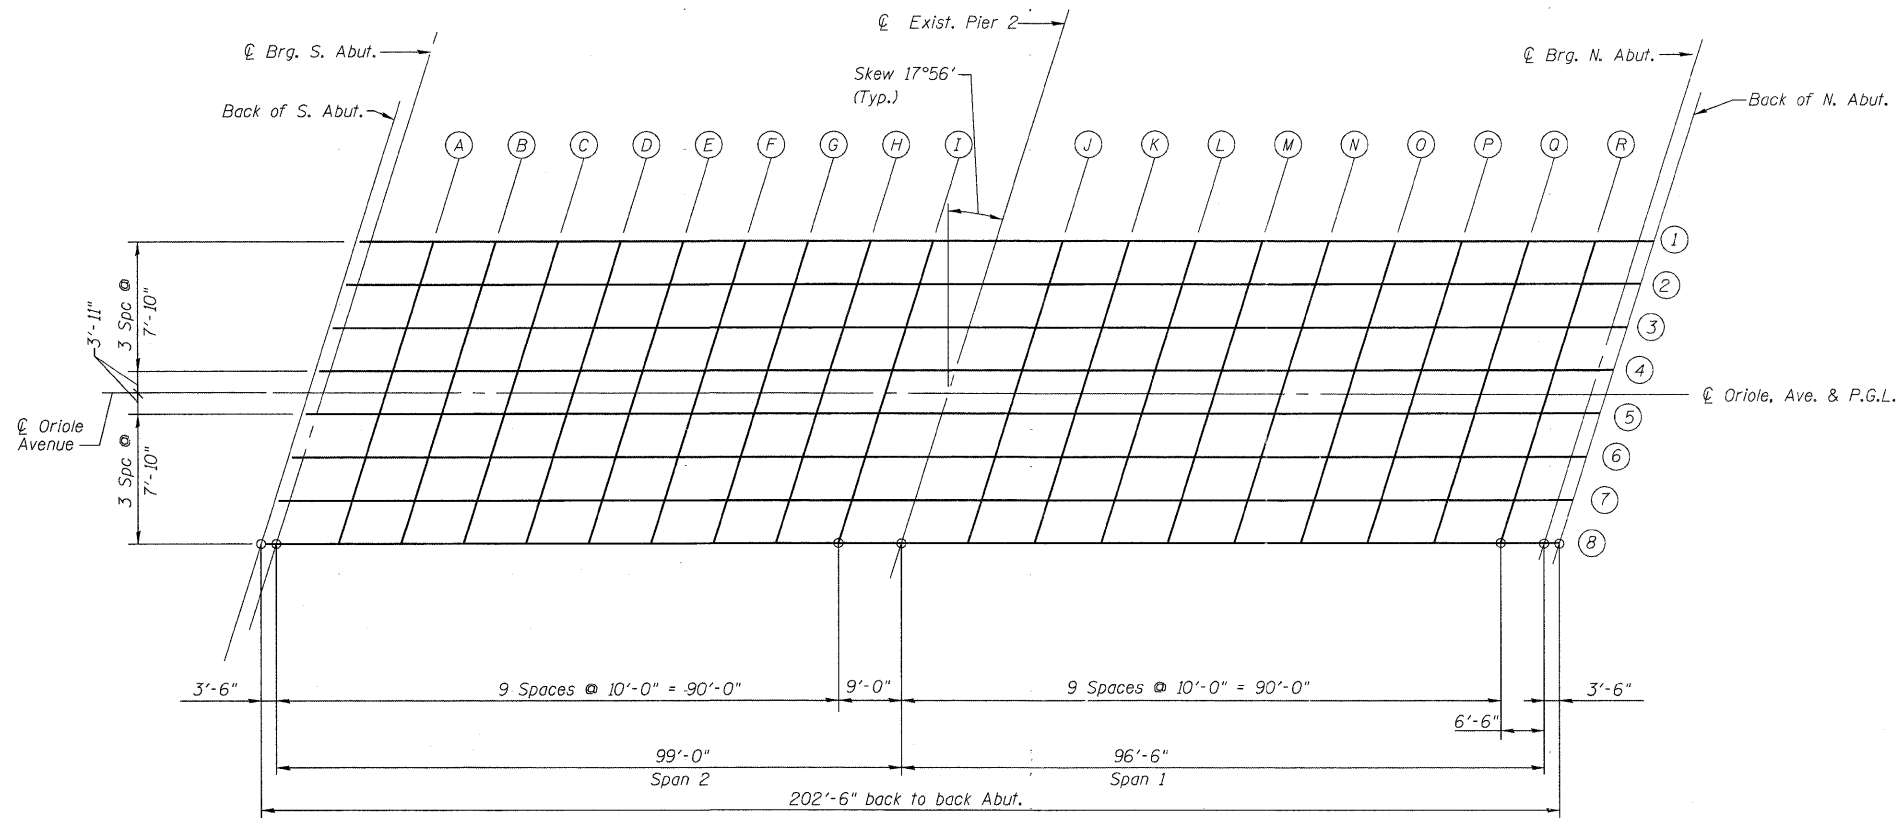 ℄ Exist. Pier 2
℄ Brg. S. Abut.
℄ Brg. N. Abut.
Skew 17°56'
(Typ.)
Back of S. Abut.
Back of N. Abut.
A B C D E F G H I J K L M N O P Q R
1
2
3
4
5
6
7
8
3 Spc @
7'-10"
3'-11"
3 Spc @
7'-10"
℄ Oriole
Avenue
℄ Oriole, Ave. & P.G.L.
3'-6"
9 Spaces @ 10'-0" = 90'-0"
9'-0"
9 Spaces @ 10'-0" = 90'-0"
3'-6"
6'-6"
99'-0"
Span 2
96'-6"
Span 1
202'-6" back to back Abut.